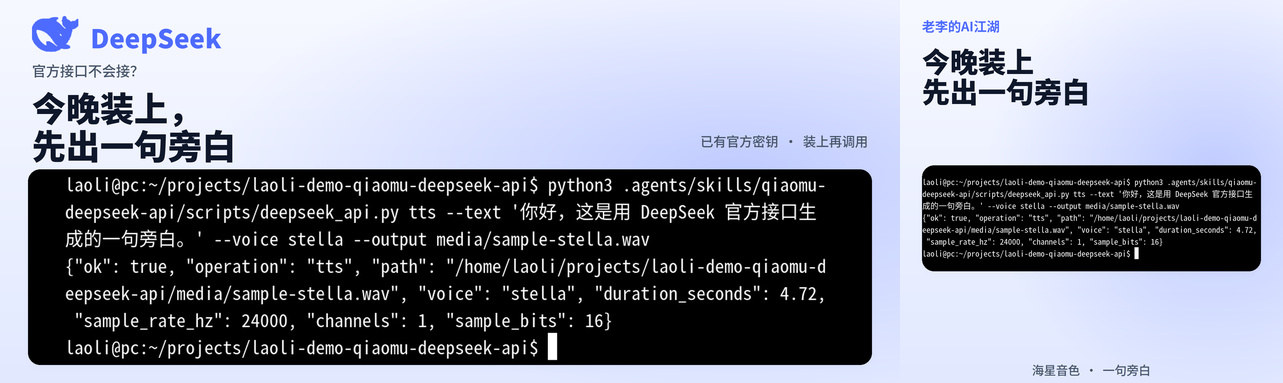 DeepSeek
官方接口不会接？
今晚装上，
先出一句旁白
已有官方密钥 · 装上再调用
laoli@pc:~/projects/laoli-demo-qiaomu-deepseek-api$ python3 .agents/skills/qiaomu-
deepseek-api/scripts/deepseek_api.py tts --text '你好，这是用 DeepSeek 官方接口生
成的一句旁白。' --voice stella --output media/sample-stella.wav
{"ok": true, "operation": "tts", "path": "/home/laoli/projects/laoli-demo-qiaomu-d
eepseek-api/media/sample-stella.wav", "voice": "stella", "duration_seconds": 4.72,
 "sample_rate_hz": 24000, "channels": 1, "sample_bits": 16}
laoli@pc:~/projects/laoli-demo-qiaomu-deepseek-api$
老李的AI江湖
今晚装上
先出一句旁白
laoli@pc:~/projects/laoli-demo-qiaomu-deepseek-api$ python3 .agents/skills/qiaomu-
deepseek-api/scripts/deepseek_api.py tts --text '你好，这是用 DeepSeek 官方接口生
成的一句旁白。' --voice stella --output media/sample-stella.wav
{"ok": true, "operation": "tts", "path": "/home/laoli/projects/laoli-demo-qiaomu-d
eepseek-api/media/sample-stella.wav", "voice": "stella", "duration_seconds": 4.72,
 "sample_rate_hz": 24000, "channels": 1, "sample_bits": 16}
laoli@pc:~/projects/laoli-demo-qiaomu-deepseek-api$
海星音色 · 一句旁白